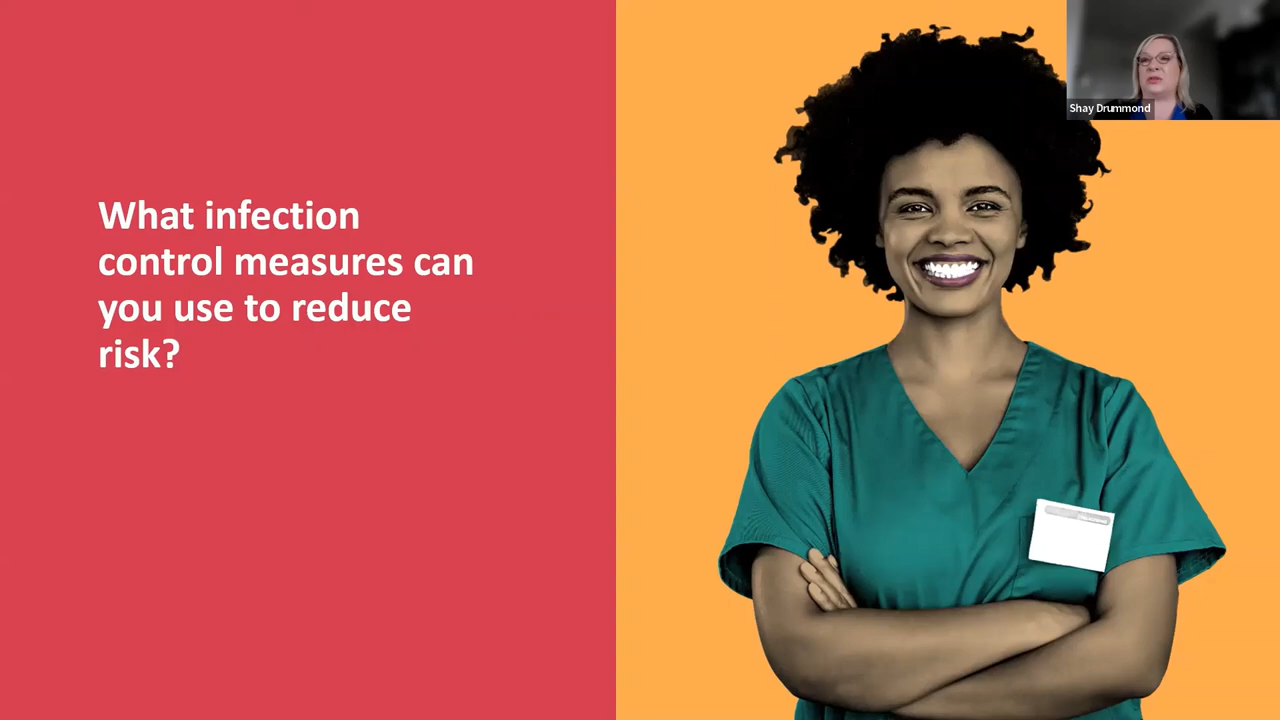 What infection
control measures can
you use to reduce
risk?
Shay Drummond